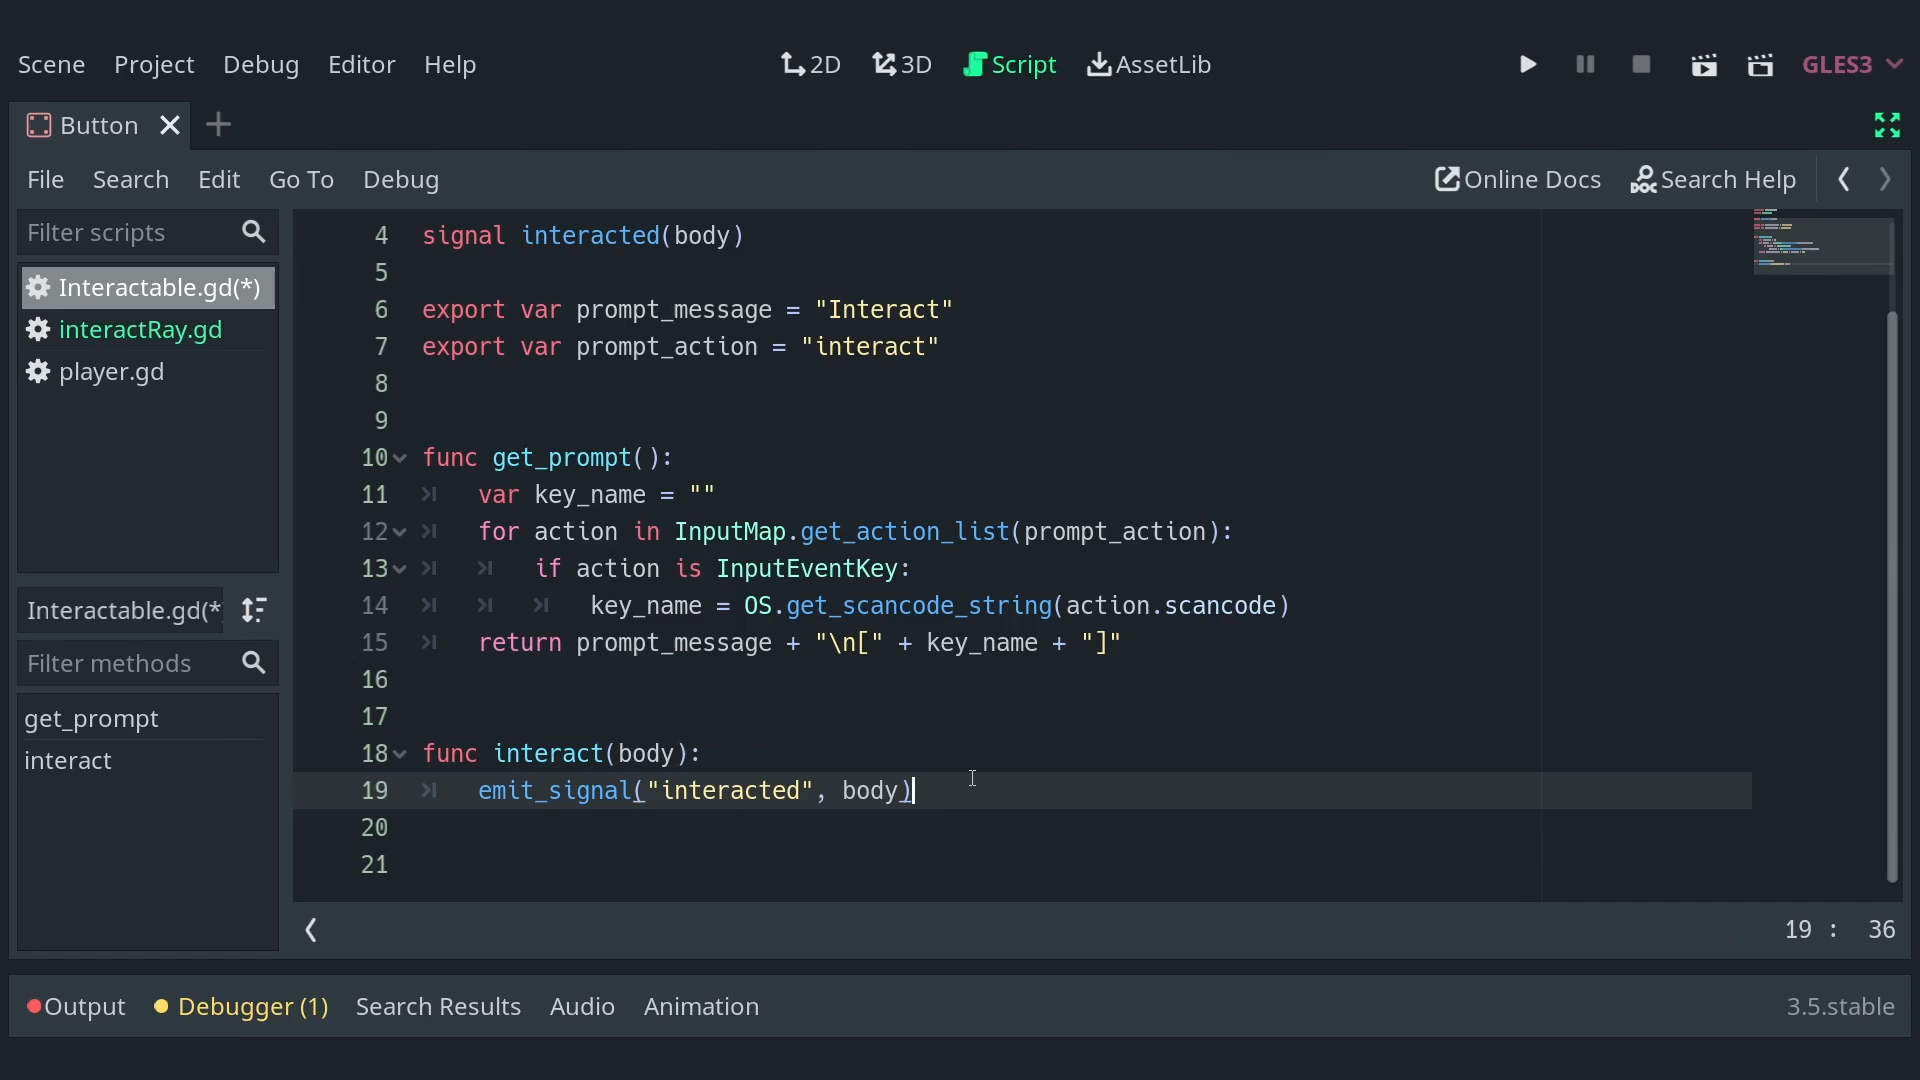 Scene Project Debug Editor Help 2D 3D Script AssetLib GLES3
Button
File Search Edit Go To Debug Online Docs DOC Search Help
Filter scripts
Interactable.gd(*)
interactRay.gd
player.gd
Interactable.gd(*
Filter methods
get_prompt
interact
4 signal interacted(body)
5
6 export var prompt_message = "Interact"
7 export var prompt_action = "interact"
8
9
10 func get_prompt():
11 var key_name = ""
12 for action in InputMap.get_action_list(prompt_action):
13 if action is InputEventKey:
14 key_name = OS.get_scancode_string(action.scancode)
15 return prompt_message + "\n[" + key_name + "]"
16
17
18 func interact(body):
19 emit_signal("interacted", body)
20
21
19 : 36
Output Debugger (1) Search Results Audio Animation 3.5.stable